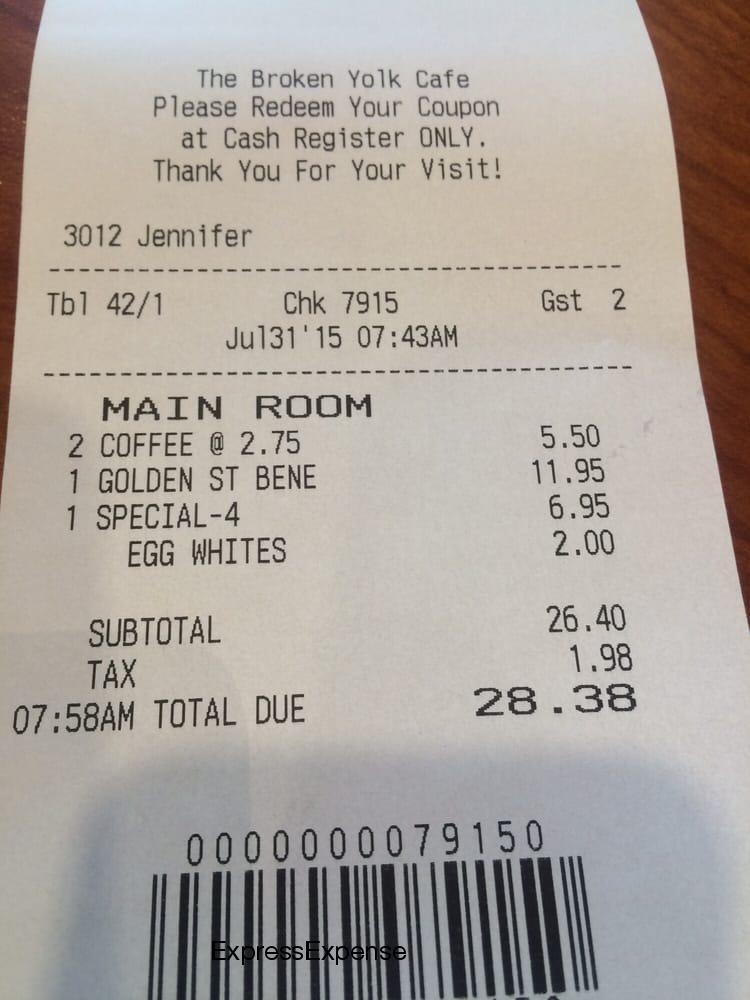 The Broken Yolk Cafe
Please Redeem Your Coupon
at Cash Register ONLY.
Thank You For Your Visit!
3012 Jennifer
Tbl 42/1 Chk 7915 Gst 2
Jul31'15 07:43AM
MAIN ROOM
2 COFFEE @ 2.75 5.50
1 GOLDEN ST BENE 11.95
1 SPECIAL-4 6.95
EGG WHITES 2.00
SUBTOTAL 26.40
TAX 1.98
07:58AM TOTAL DUE 28.38
0000000079150
ExpressExpense